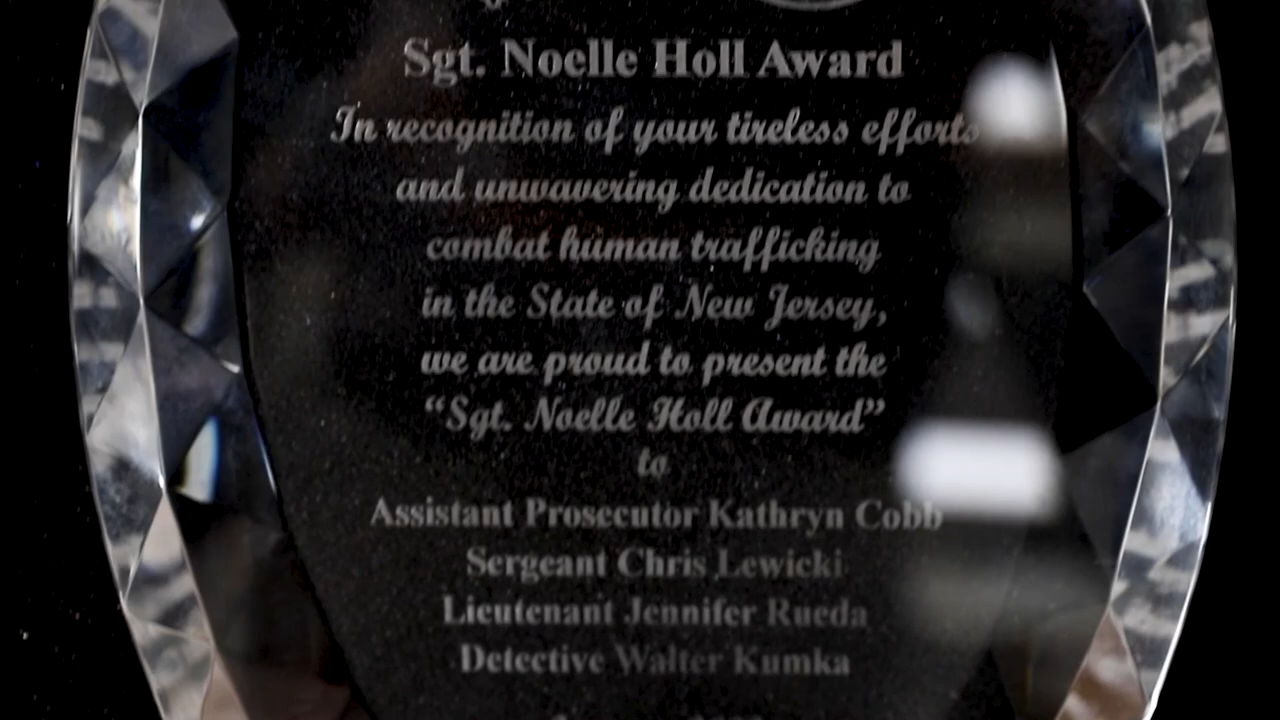 Sgt. Noelle Holl Award
In recognition of your tireless efforts
and unwavering dedication to
combat human trafficking
in the State of New Jersey,
we are proud to present the
“Sgt. Noelle Holl Award”
to
Assistant Prosecutor Kathryn Cobb
Sergeant Chris Lewicki
Lieutenant Jennifer Rueda
Detective Walter Kumka